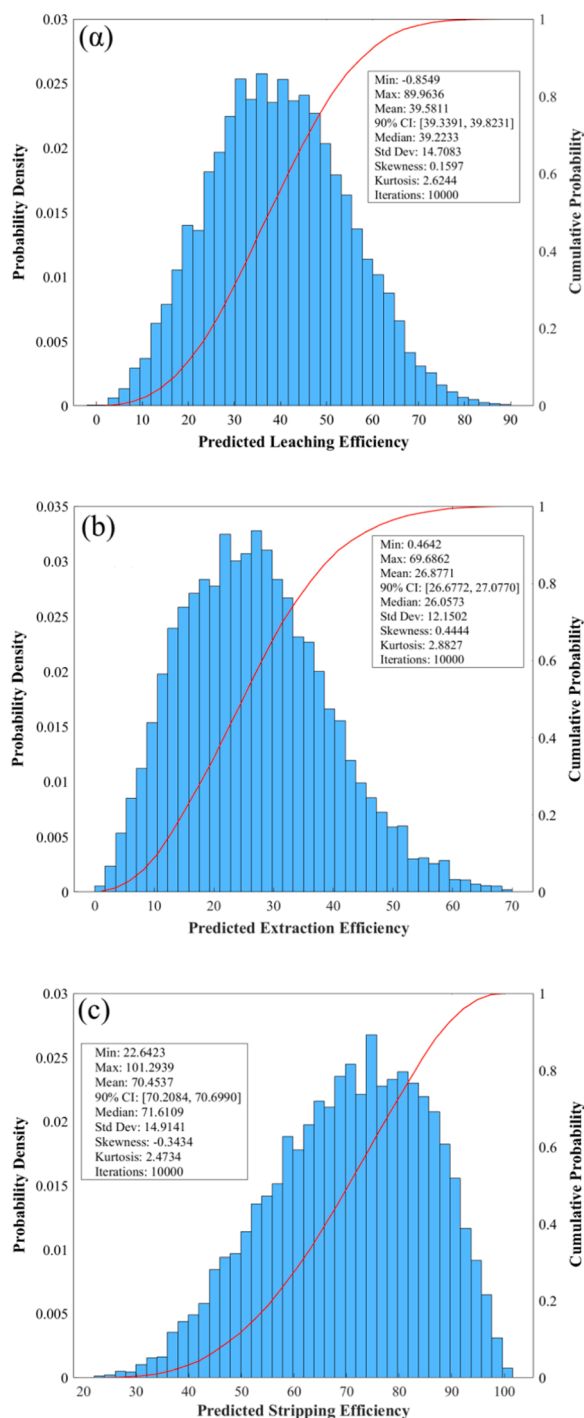 (α)
0.03
0.025
0.02
0.015
0.01
0.005
0
Probability Density
1
0.8
0.6
0.4
0.2
0
Cumulative Probability
Min: -0.8549
Max: 89.9636
Mean: 39.5811
90% CI: [39.3391, 39.8231]
Median: 39.2233
Std Dev: 14.7083
Skewness: 0.1597
Kurtosis: 2.6244
Iterations: 10000
0 10 20 30 40 50 60 70 80 90
Predicted Leaching Efficiency
(b)
0.035
0.03
0.025
0.02
0.015
0.01
0.005
0
Probability Density
1
0.8
0.6
0.4
0.2
0
Cumulative Probability
Min: 0.4642
Max: 69.6862
Mean: 26.8771
90% CI: [26.6772, 27.0770]
Median: 26.0573
Std Dev: 12.1502
Skewness: 0.4444
Kurtosis: 2.8827
Iterations: 10000
0 10 20 30 40 50 60 70
Predicted Extraction Efficiency
(c)
0.03
0.025
0.02
0.015
0.01
0.005
0
Probability Density
1
0.8
0.6
0.4
0.2
0
Cumulative Probability
Min: 22.6423
Max: 101.2939
Mean: 70.4537
90% CI: [70.2084, 70.6990]
Median: 71.6109
Std Dev: 14.9141
Skewness: -0.3434
Kurtosis: 2.4734
Iterations: 10000
20 30 40 50 60 70 80 90 100
Predicted Stripping Efficiency